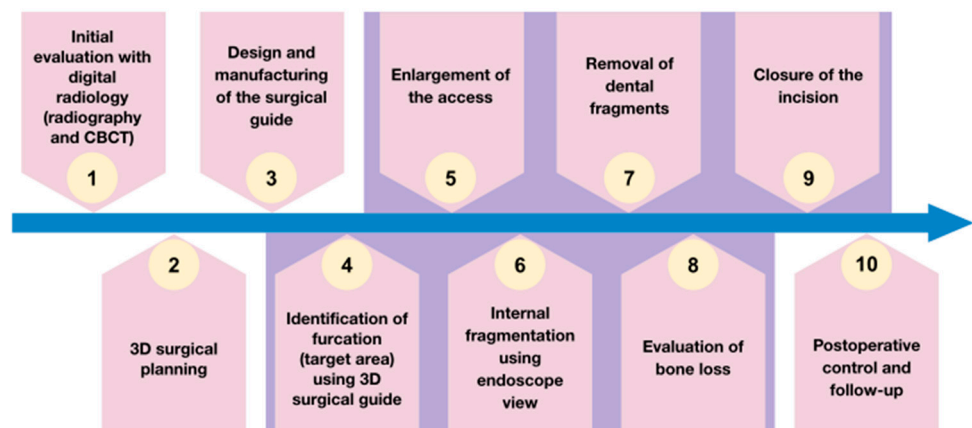 Initial
evaluation with
digital
radiology
(radiography
and CBCT)
1
2
3D surgical
planning
Design and
manufacturing
of the surgical
guide
3
4
Identification of
furcation
(target area)
using 3D
surgical guide
Enlargement of
the access
5
6
Internal
fragmentation
using
endoscope
view
Removal of
dental
fragments
7
8
Evaluation of
bone loss
Closure of the
incision
9
10
Postoperative
control and
follow-up